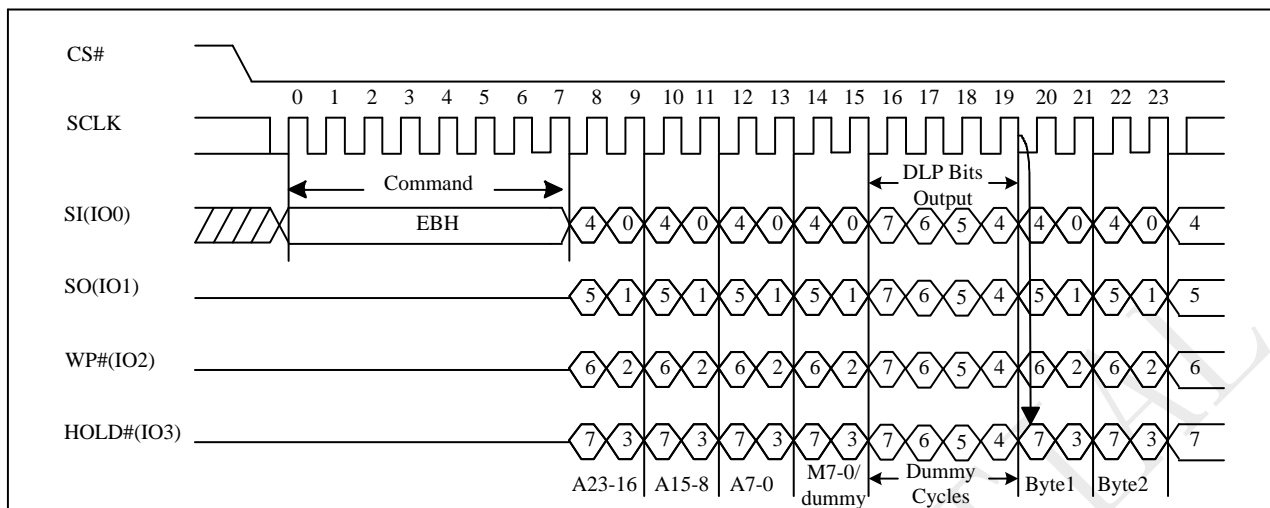 CS#
0 1 2 3 4 5 6 7 8 9 10 11 12 13 14 15 16 17 18 19 20 21 22 23
SCLK
Command
DLP Bits
Output
SI(IO0)
EBH
4 0 4 0 4 0 4 0 7 6 5 4 4 0 4 0 4
SO(IO1)
5 1 5 1 5 1 5 1 7 6 5 4 5 1 5 1 5
WP#(IO2)
6 2 6 2 6 2 6 2 7 6 5 4 6 2 6 2 6
HOLD#(IO3)
7 3 7 3 7 3 7 3 7 6 5 4 7 3 7 3 7
A23-16 A15-8 A7-0
M7-0/
dummy
Dummy
Cycles
Byte1 Byte2